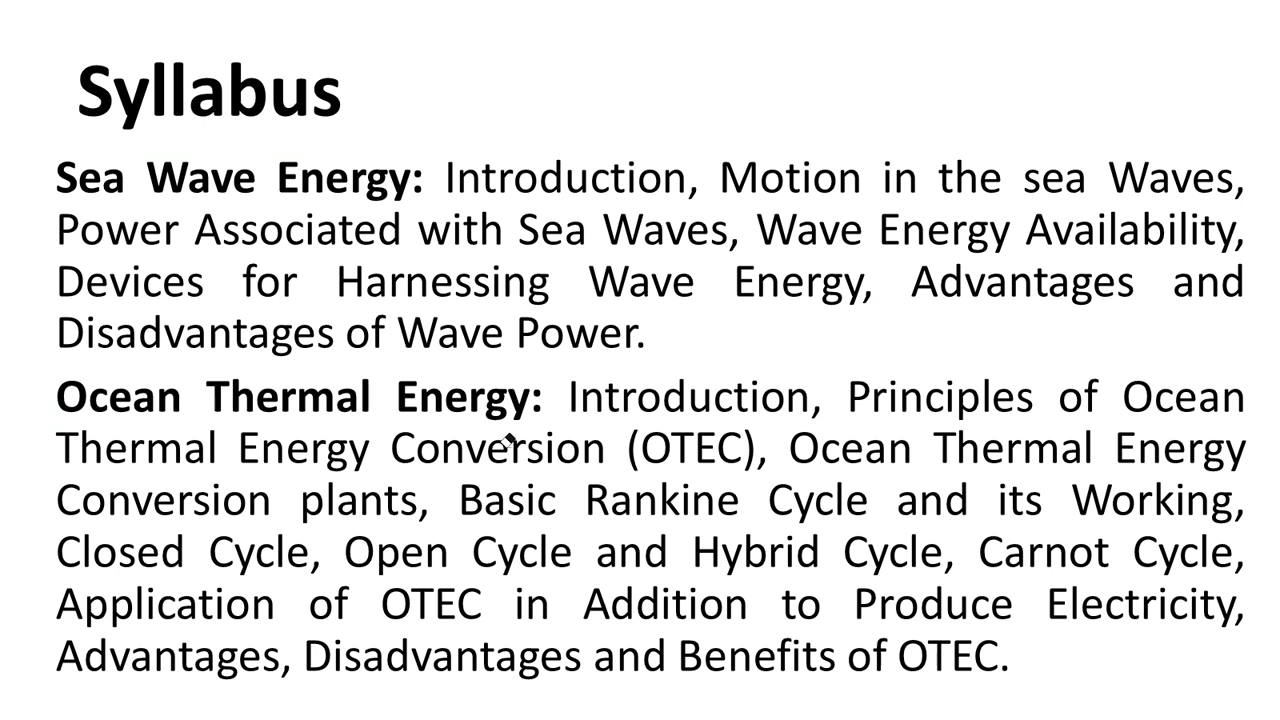 Syllabus
Sea Wave Energy: Introduction, Motion in the sea Waves,
Power Associated with Sea Waves, Wave Energy Availability,
Devices for Harnessing Wave Energy, Advantages and
Disadvantages of Wave Power.
Ocean Thermal Energy: Introduction, Principles of Ocean
Thermal Energy Conversion (OTEC), Ocean Thermal Energy
Conversion plants, Basic Rankine Cycle and its Working,
Closed Cycle, Open Cycle and Hybrid Cycle, Carnot Cycle,
Application of OTEC in Addition to Produce Electricity,
Advantages, Disadvantages and Benefits of OTEC.